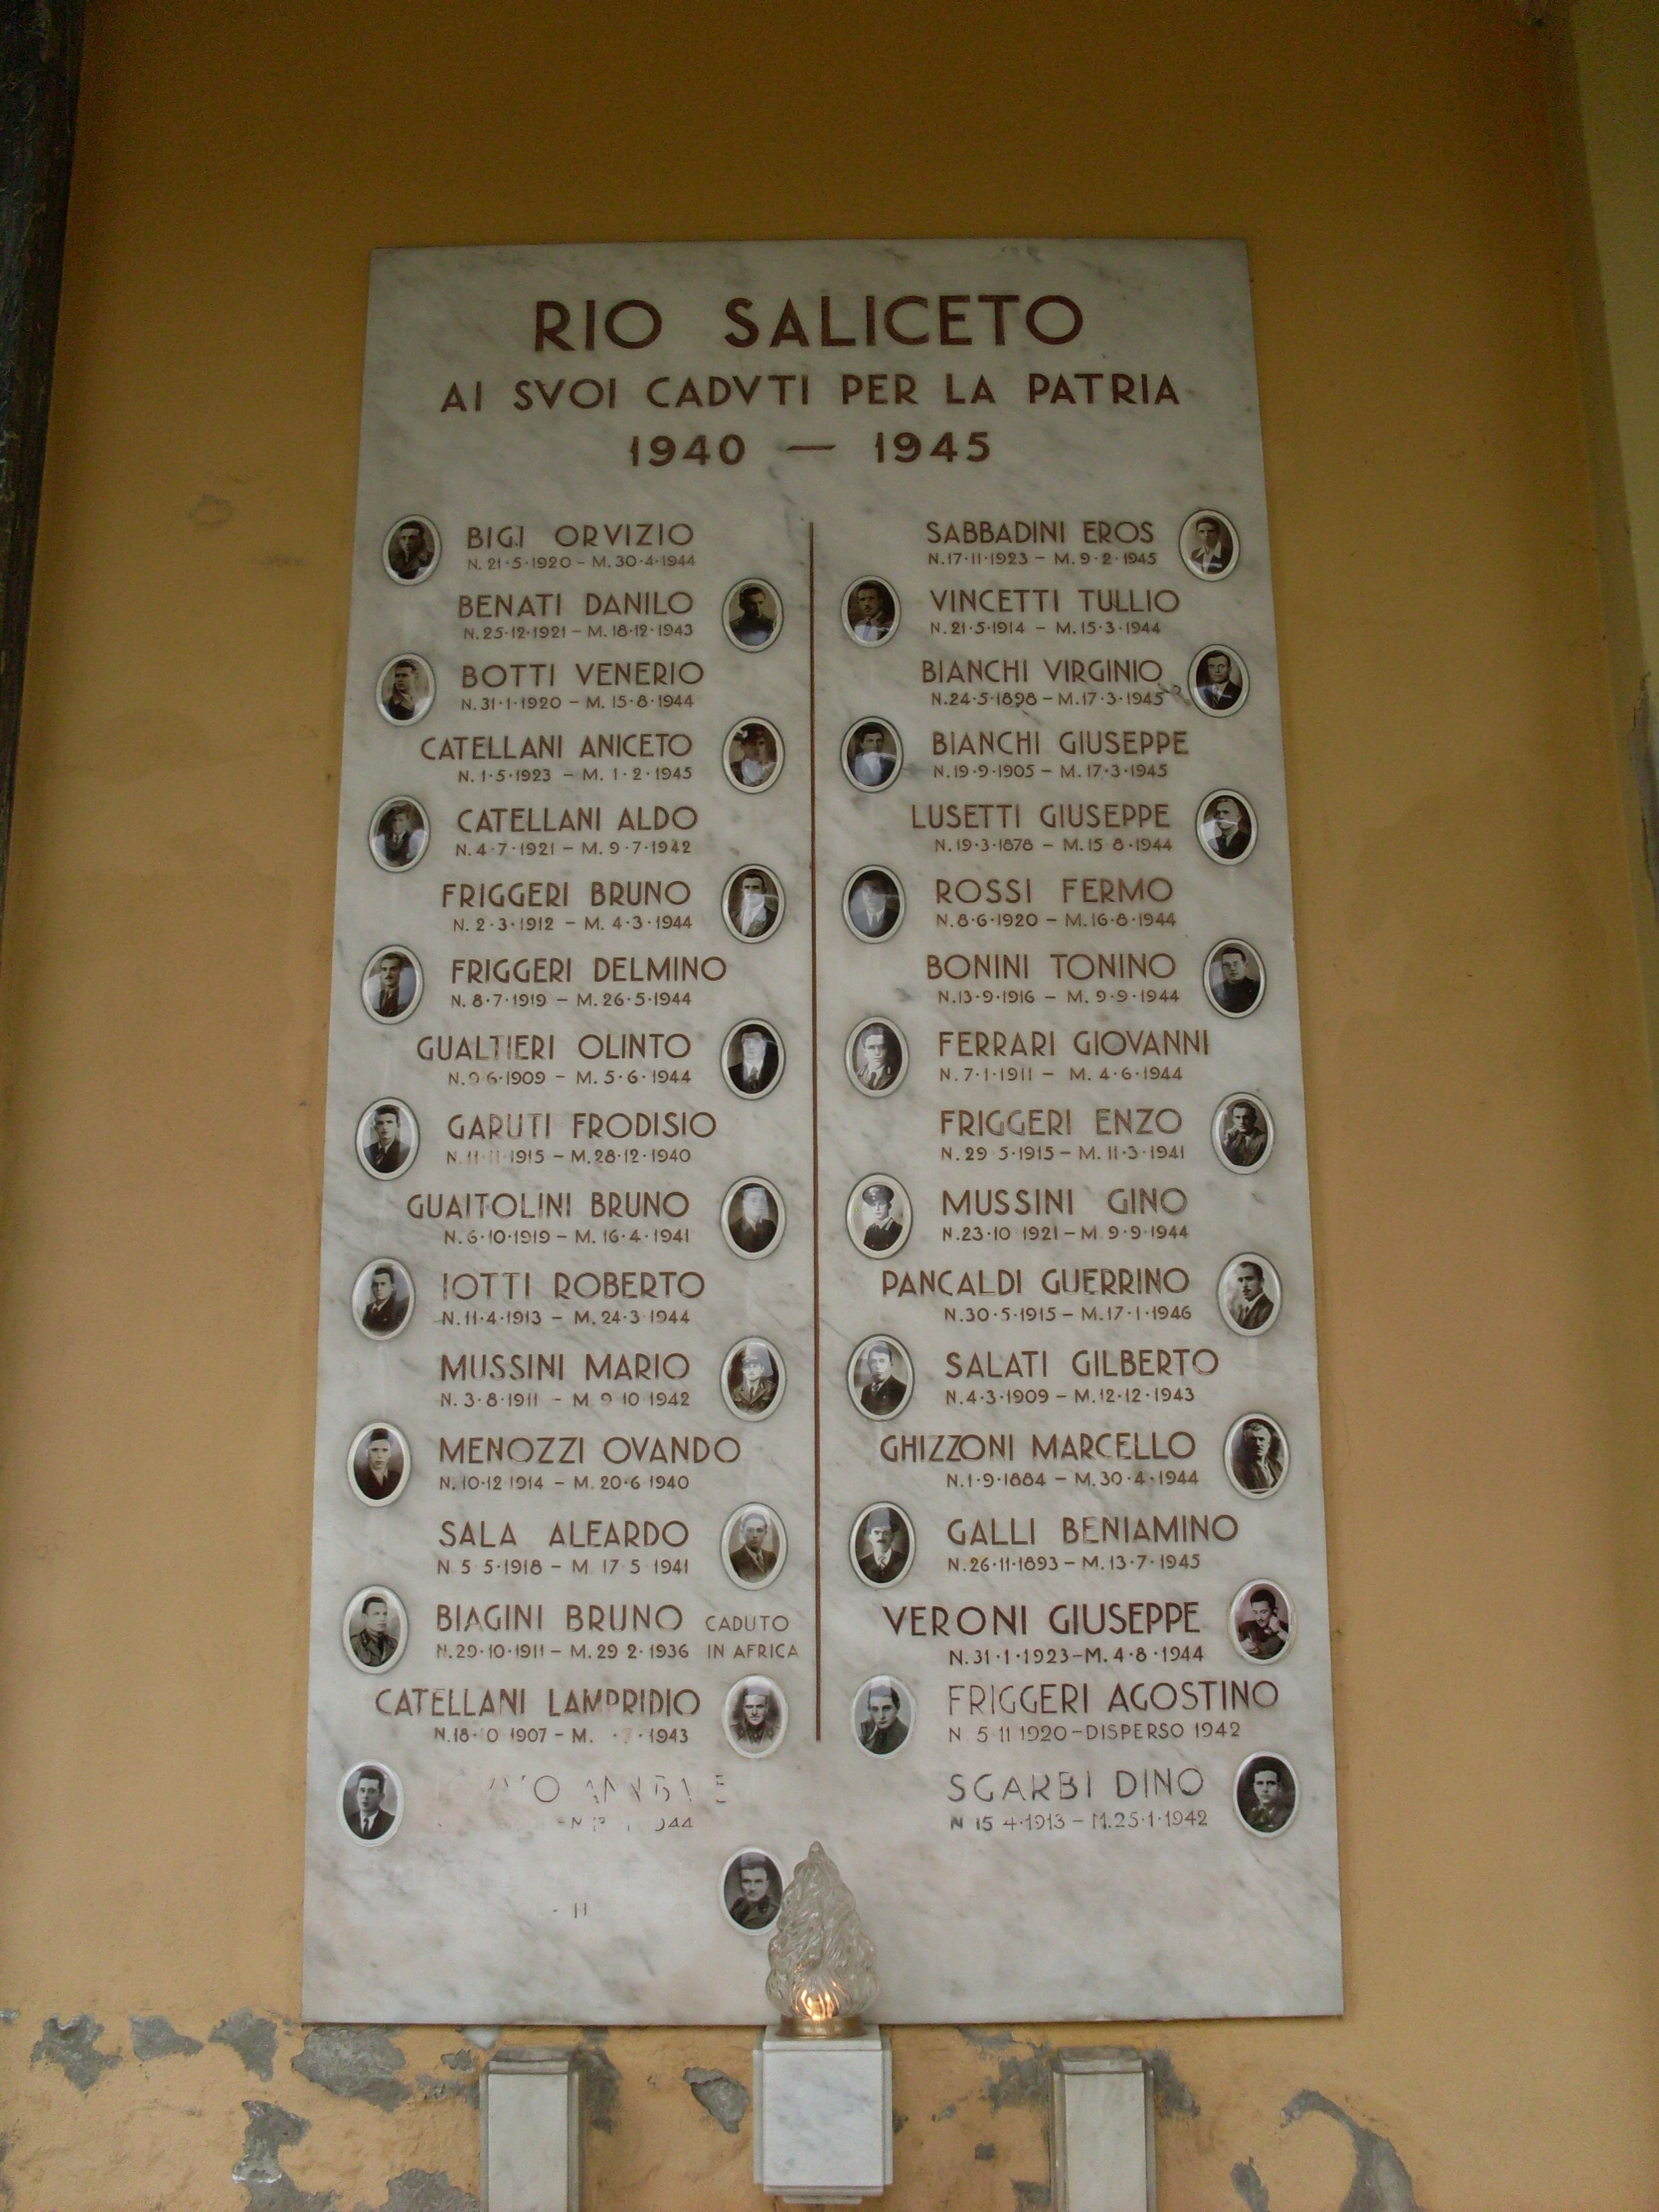 RIO SALICETO
AI SVOI CADVTI PER LA PATRIA
1940 — 1945
BIGI ORVIZIO
N. 21·5·1920 – M. 30·4·1944
BENATI DANILO
N. 25·12·1921 – M. 18·12·1943
BOTTI VENERIO
N. 31·1·1920 – M. 15·8·1944
CATELLANI ANICETO
N. 1·5·1923 – M. 1·2·1945
CATELLANI ALDO
N. 4·7·1921 – M. 9·7·1942
FRIGGERI BRUNO
N. 2·3·1912 – M. 4·3·1944
FRIGGERI DELMINO
N. 8·7·1919 – M. 26·5·1944
GUALTIERI OLINTO
N. 9 6·1909 – M. 5·6·1944
GARUTI FRODISIO
N. 11·11·1915 – M. 28·12·1940
GUAITOLINI BRUNO
N. 6·10·1919 – M. 16·4·1941
IOTTI ROBERTO
N. 11·4·1913 – M. 24·3·1944
MUSSINI MARIO
N. 3·8·1911 – M 9 10 1942
MENOZZI OVANDO
N. 10·12 1914 – M. 20·6 1940
SALA ALEARDO
N 5 5·1918 – M 17 5 1941
BIAGINI BRUNO CADUTO
N. 29·10·1911 – M. 29 2·1936 IN AFRICA
CATELLANI LAMPRIDIO
N. 18· 0 1907 – M. · · 1943
SABBADINI EROS
N. 17·11·1923 – M. 9·2·1945
VINCETTI TULLIO
N. 21·5·1914 – M. 15·3·1944
BIANCHI VIRGINIO
N. 24·5·1898 – M. 17·3·1945
BIANCHI GIUSEPPE
N. 19·9·1905 – M. 17·3·1945
LUSETTI GIUSEPPE
N. 19·3·1878 – M. 15 8·1944
ROSSI FERMO
N. 8·6·1920 – M. 16·8·1944
BONINI TONINO
N. 13·9·1916 – M. 9·9·1944
FERRARI GIOVANNI
N. 7·1·1911 – M. 4·6·1944
FRIGGERI ENZO
N. 29 5·1915 – M. 11·3·1941
MUSSINI GINO
N. 23·10 1921 – M 9·9·1944
PANCALDI GUERRINO
N. 30·5·1915 – M. 17·1·1946
SALATI GILBERTO
N. 4·3·1909 – M. 12·12·1943
GHIZZONI MARCELLO
N. 1·9·1884 – M. 30·4·1944
GALLI BENIAMINO
N. 26·11·1893 – M. 13·7·1945
VERONI GIUSEPPE
N. 31·1·1923 – M. 4·8·1944
FRIGGERI AGOSTINO
N 5 11 1920 – DISPERSO 1942
SGARBI DINO
N 15 4·1913 – M. 25·1·1942